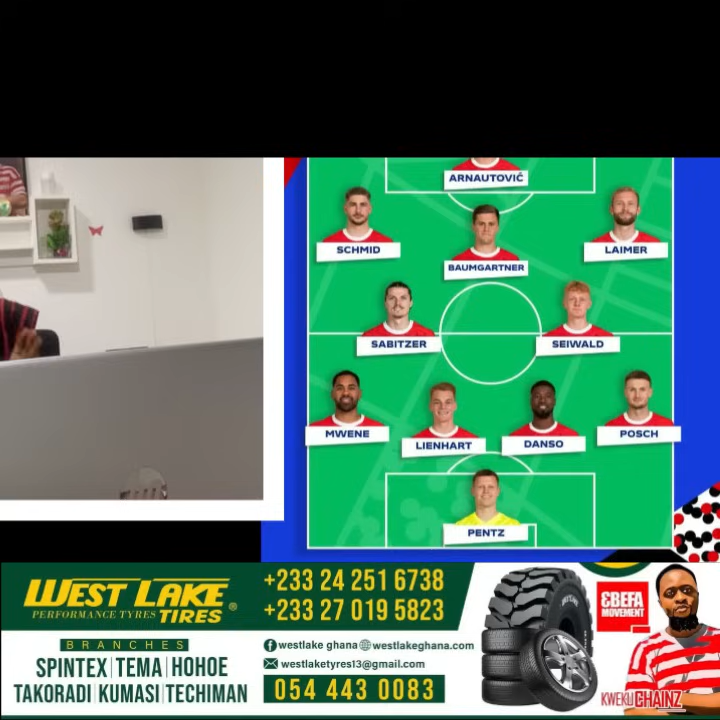 ARNAUTOVIĆ
SCHMID
LAIMER
BAUMGARTNER
SABITZER
SEIWALD
MWENE
LIENHART
DANSO
POSCH
PENTZ
WEST LAKE
PERFORMANCE TYRES TIRES ®
+233 24 251 6738
+233 27 019 5823
BRANCHES
SPINTEX | TEMA | HOHOE
TAKORADI | KUMASI | TECHIMAN
westlake ghana westlakeghana.com
westlaketyres13@gmail.com
054 443 0083
EBEFA
MOVEMENT
KWEKU CHAINZ